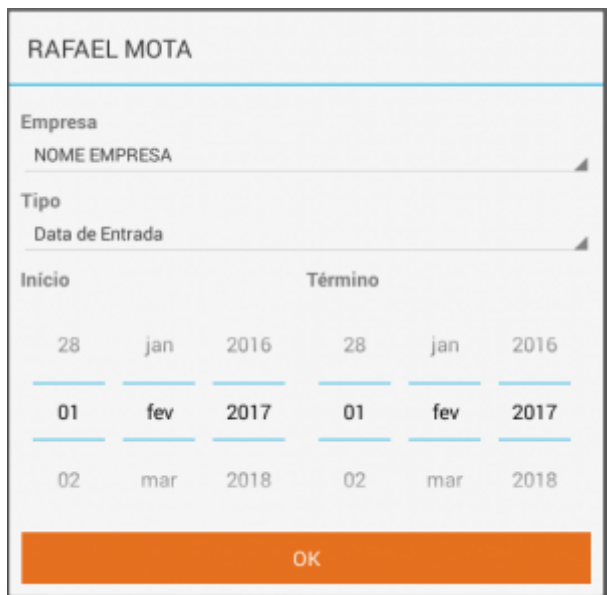 RAFAEL MOTA
Empresa
NOME EMPRESA
Tipo
Data de Entrada
Início Término
28 jan 2016 28 jan 2016
01 fev 2017 01 fev 2017
02 mar 2018 02 mar 2018
OK